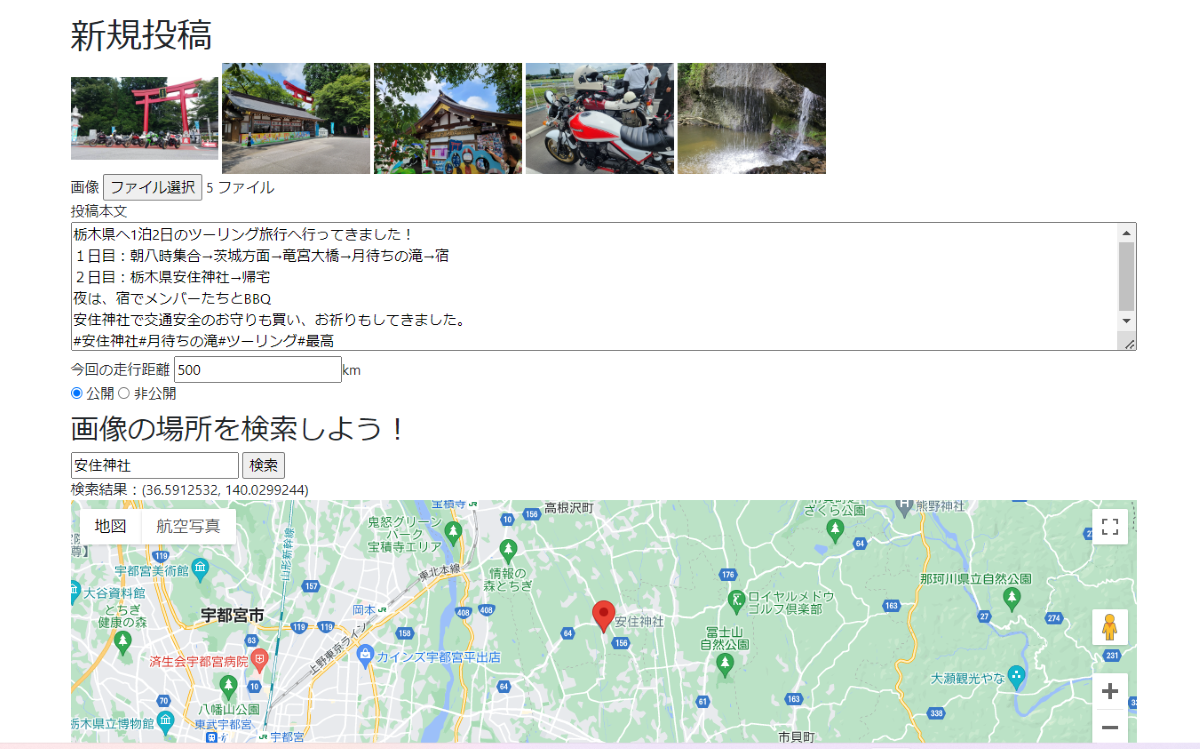 新規投稿
画像 ファイル選択 5 ファイル
投稿本文
栃木県へ1泊2日のツーリング旅行へ行ってきました！
１日目：朝八時集合→茨城方面→竜宮大橋→月待ちの滝→宿
２日目：栃木県安住神社→帰宅
夜は、宿でメンバーたちとBBQ
安住神社で交通安全のお守りも買い、お祈りもしてきました。
#安住神社#月待ちの滝#ツーリング#最高
今回の走行距離 500 km
公開 非公開
画像の場所を検索しよう！
安住神社 検索
検索結果：(36.5912532, 140.0299244)
地図 航空写真
宝積寺
高根沢町
156
10
鬼怒グリーン
パーク
宝積寺エリア
さくら公園
熊野神社
64
119
宇都宮美術館
山形新幹線
157
東北本線
情報の
森とちぎ
176
那珂川県立自然公園
大谷資料館
とちぎ
健康の森
宇都宮市
岡本
408
408
ロイヤルメドウ
ゴルフ倶楽部
163
27
274
119
119
158
上野東京ライン
64
安住神社
156
冨士山
自然公園
63
済生会宇都宮病院
カインズ宇都宮平出店
231
10
64
大瀬観光やな
70
八幡山公園
61
163
338
栃木県立博物館
東武宇都宮
宇都宮
市貝町